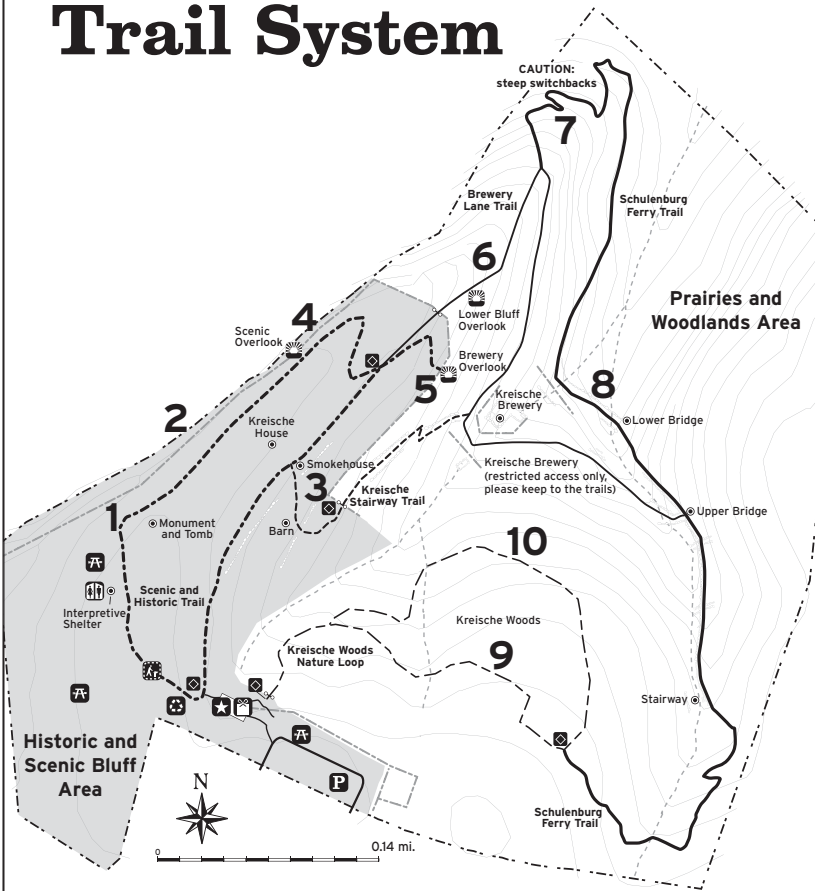 Trail System
CAUTION:
steep switchbacks
7
Brewery
Lane Trail
Schulenburg
Ferry Trail
6
Prairies and
Woodlands Area
4
Scenic
Overlook
Lower Bluff
Overlook
Brewery
Overlook
5
8
2
Kreische
Brewery
Kreische
House
Lower Bridge
Smokehouse
Kreische Brewery
(restricted access only,
please keep to the trails)
3
Kreische
Stairway Trail
1
Monument
and Tomb
Barn
Upper Bridge
10
Scenic and
Historic Trail
Interpretive
Shelter
Kreische Woods
Kreische Woods
Nature Loop
9
Stairway
Historic and
Scenic Bluff
Area
P
N
Schulenburg
Ferry Trail
0
0.14 mi.